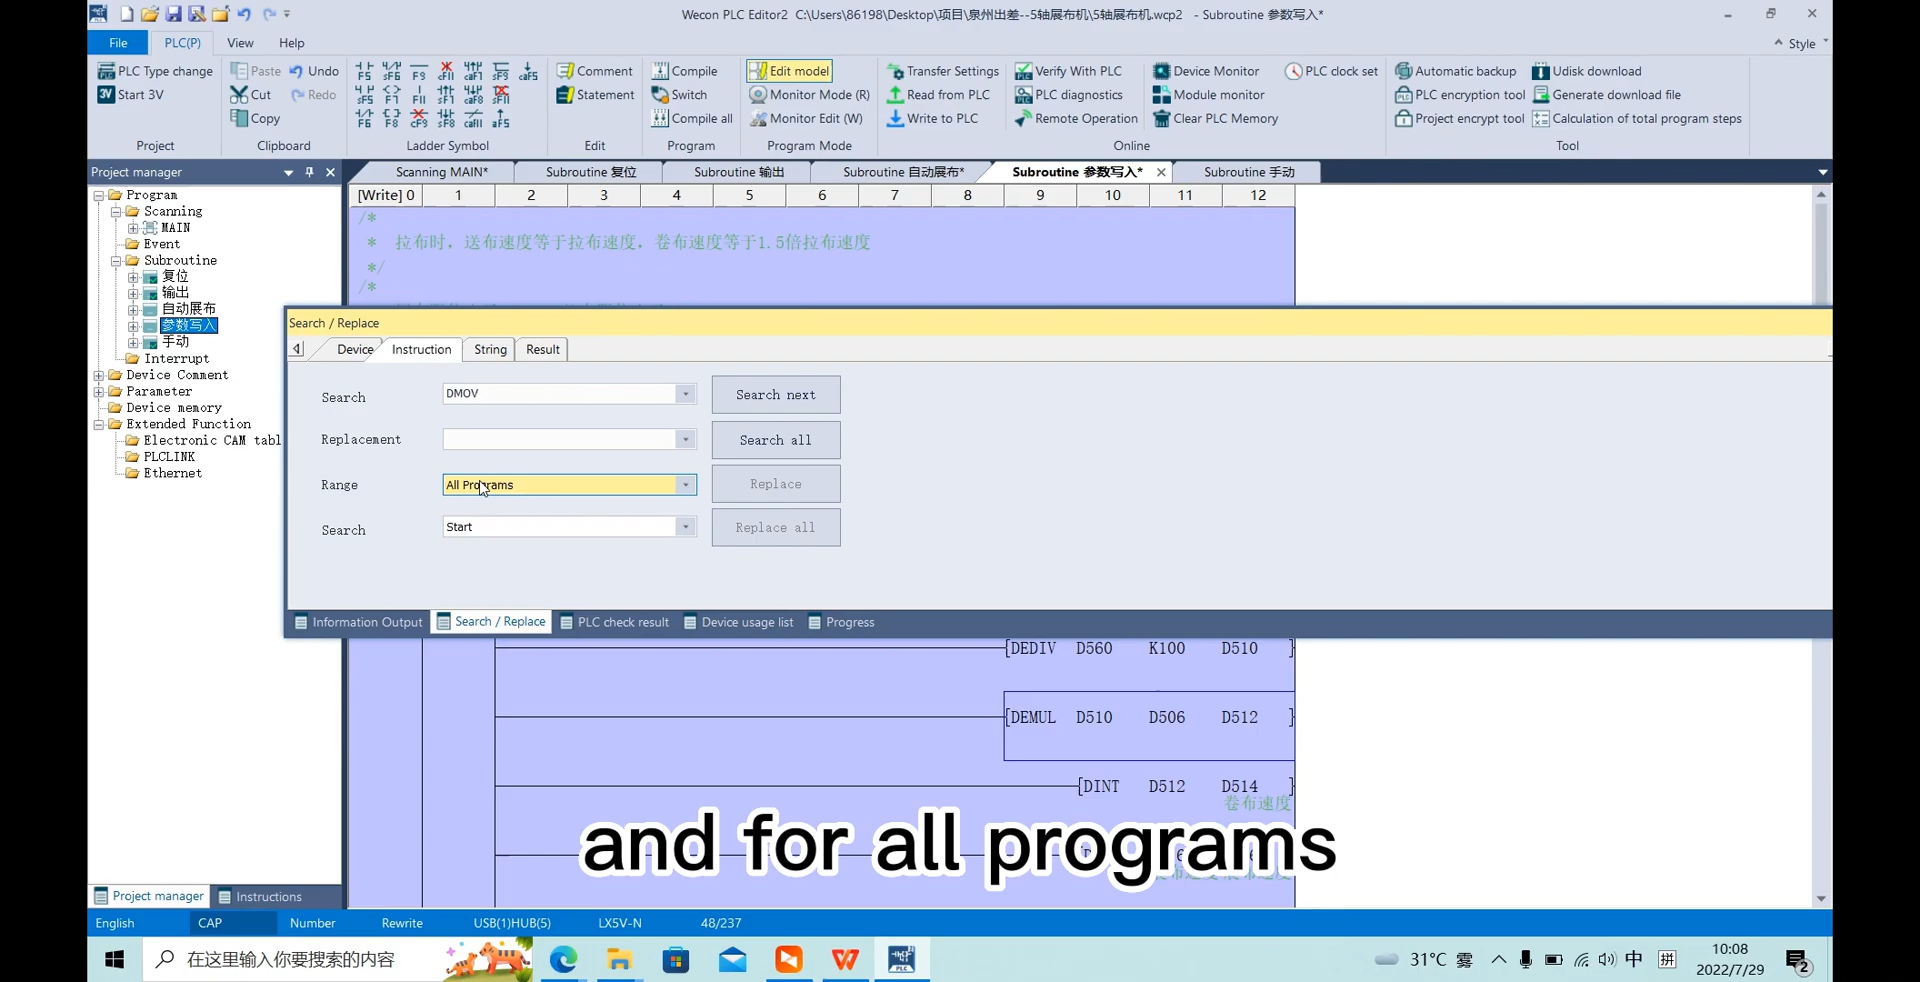 Wecon PLC Editor2 C:\Users\86198\Desktop\项目\泉州出差--5轴展布机\5轴展布机.wcp2 - Subroutine 参数写入*
File PLC(P) View Help Style
PLC Type change Paste Undo Comment Compile Edit model Transfer Settings Verify With PLC Device Monitor PLC clock set Automatic backup Udisk download
Start 3V Cut Redo Statement Switch Monitor Mode (R) Read from PLC PLC diagnostics Module monitor PLC encryption tool Generate download file
Copy Compile all Monitor Edit (W) Write to PLC Remote Operation Clear PLC Memory Project encrypt tool Calculation of total program steps
Project Clipboard Ladder Symbol Edit Program Program Mode Online Tool
Project manager
Scanning MAIN* Subroutine 复位 Subroutine 输出 Subroutine 自动展布* Subroutine 参数写入* Subroutine 手动
[Write] 0 1 2 3 4 5 6 7 8 9 10 11 12
Program
Scanning
MAIN
Event
Subroutine
复位
输出
自动展布
参数写入
手动
Interrupt
Device Comment
Parameter
Device memory
Extended Function
Electronic CAM tabl
PLCLINK
Ethernet
/*
* 拉布时，送布速度等于拉布速度，卷布速度等于1.5倍拉布速度
*/
/*
Search / Replace
Device Instruction String Result
Search DMOV Search next
Replacement Search all
Range All Programs Replace
Search Start Replace all
Information Output Search / Replace PLC check result Device usage list Progress
[DEDIV D560 K100 D510 ]
[DEMUL D510 D506 D512 ]
[DINT D512 D514 ]
卷布速度
and for all programs
Project manager Instructions
English CAP Number Rewrite USB(1)HUB(5) LX5V-N 48/237
在这里输入你要搜索的内容
31°C 雾 中 拼 10:08
2022/7/29 2